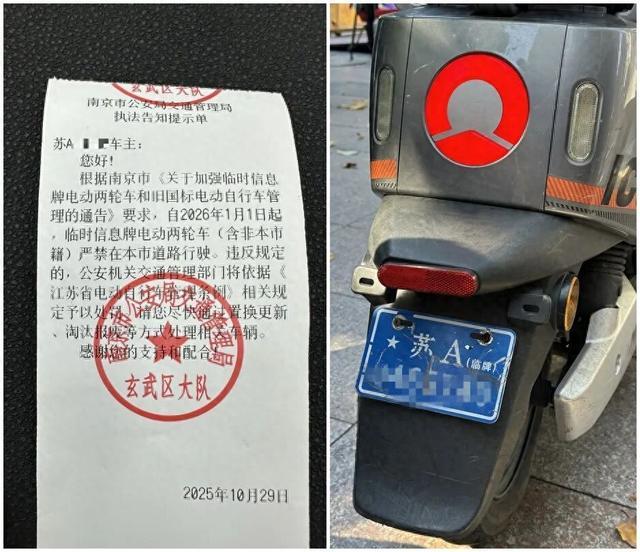 玄武区大队
南京市公安局交通管理局
执法告知提示单
苏A 车主:
您好!
根据南京市《关于加强临时信息
牌电动两轮车和旧国标电动自行车管
理的通告》要求，自2026年1月1日起
，临时信息牌电动两轮车（含非本市
籍）严禁在本市道路行驶。违反规定
的，公安机关交通管理部门将依据《
江苏省电动自行车管理条例》相关规
定予以处罚。请您尽快通过置换更新
、淘汰报废等方式处理相关车辆。
感谢您的支持和配合
玄武区大队
2025年10月29日
苏A(临牌)